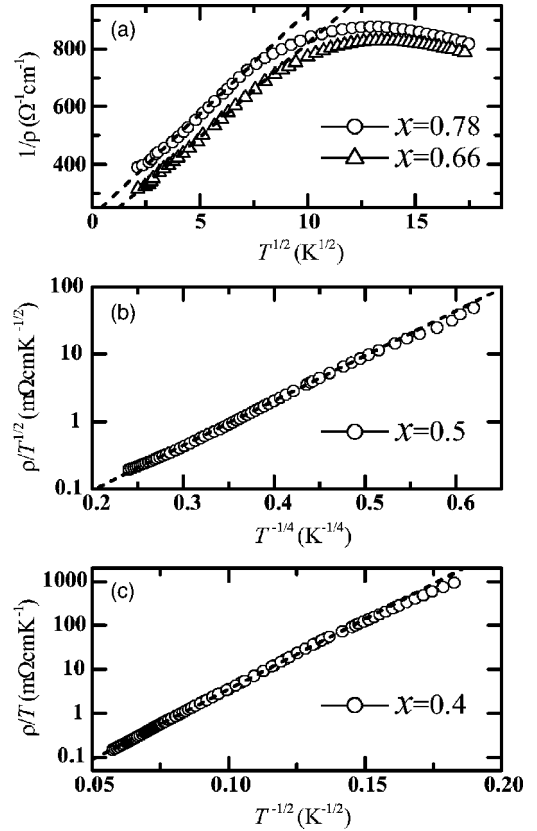 (a)
800
600
400
1/ρ (Ω⁻¹cm⁻¹)
x=0.78
x=0.66
0 5 10 15
T^{1/2} (K^{1/2})
(b)
100
10
1
0.1
ρ/T^{1/2} (mΩcmK^{-1/2})
x=0.5
0.2 0.3 0.4 0.5 0.6
T^{-1/4} (K^{-1/4})
(c)
1000
100
10
1
0.1
ρ/T (mΩcmK⁻¹)
x=0.4
0.05 0.10 0.15 0.20
T^{-1/2} (K^{-1/2})